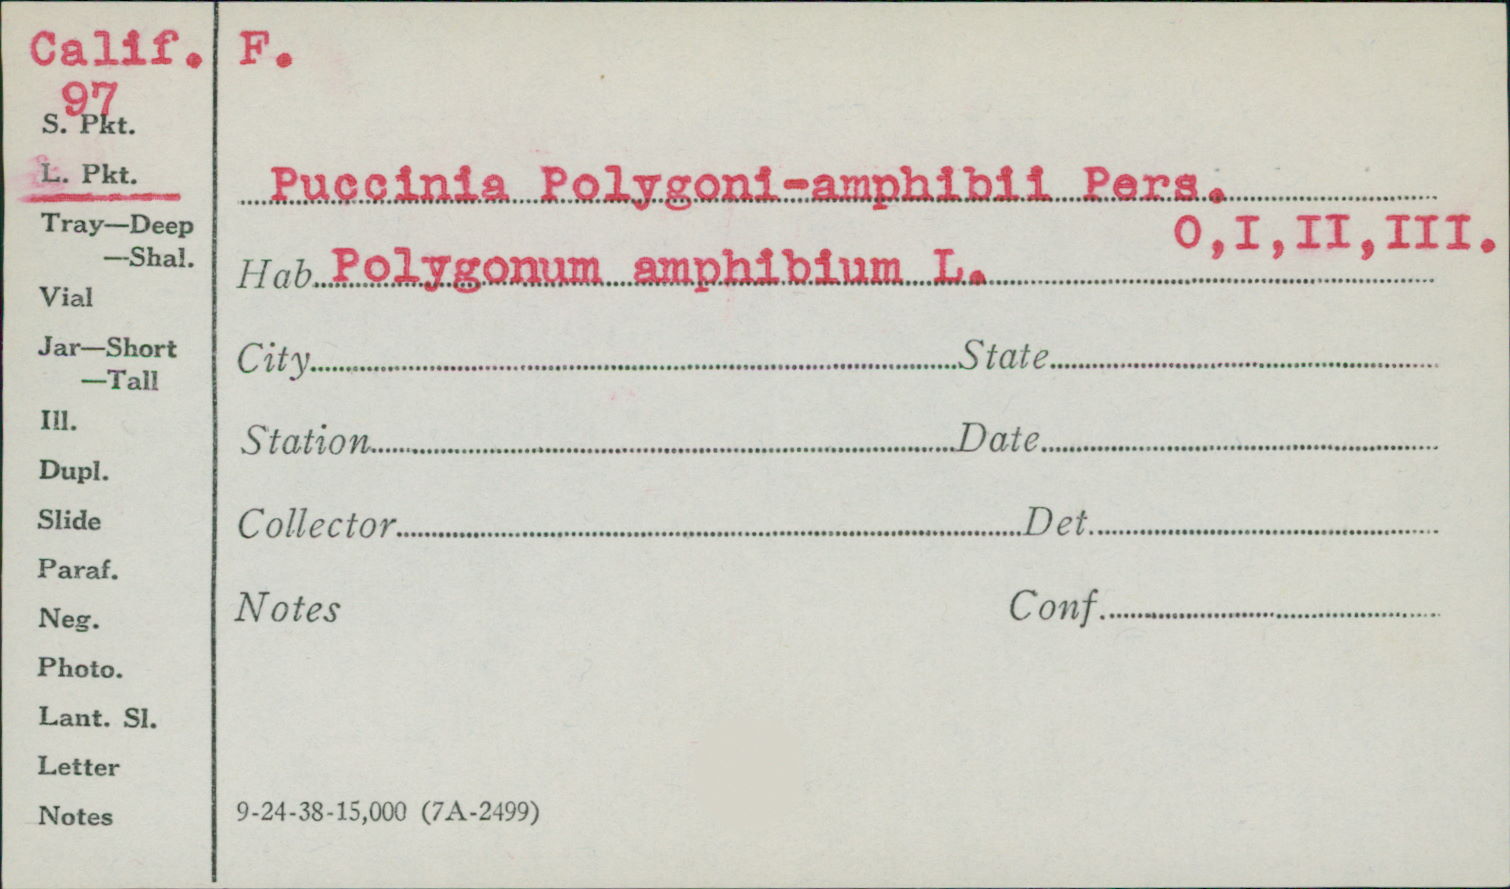 Calif.
97
S. Pkt.
L. Pkt.
Tray—Deep
—Shal.
Vial
Jar—Short
—Tall
Ill.
Dupl.
Slide
Paraf.
Neg.
Photo.
Lant. Sl.
Letter
Notes
F.
Puccinia Polygoni-amphibii Pers.
O,I,II,III.
Hab. Polygonum amphibium L.
City State
Station Date
Collector Det.
Notes Conf.
9-24-38-15,000 (7A-2499)